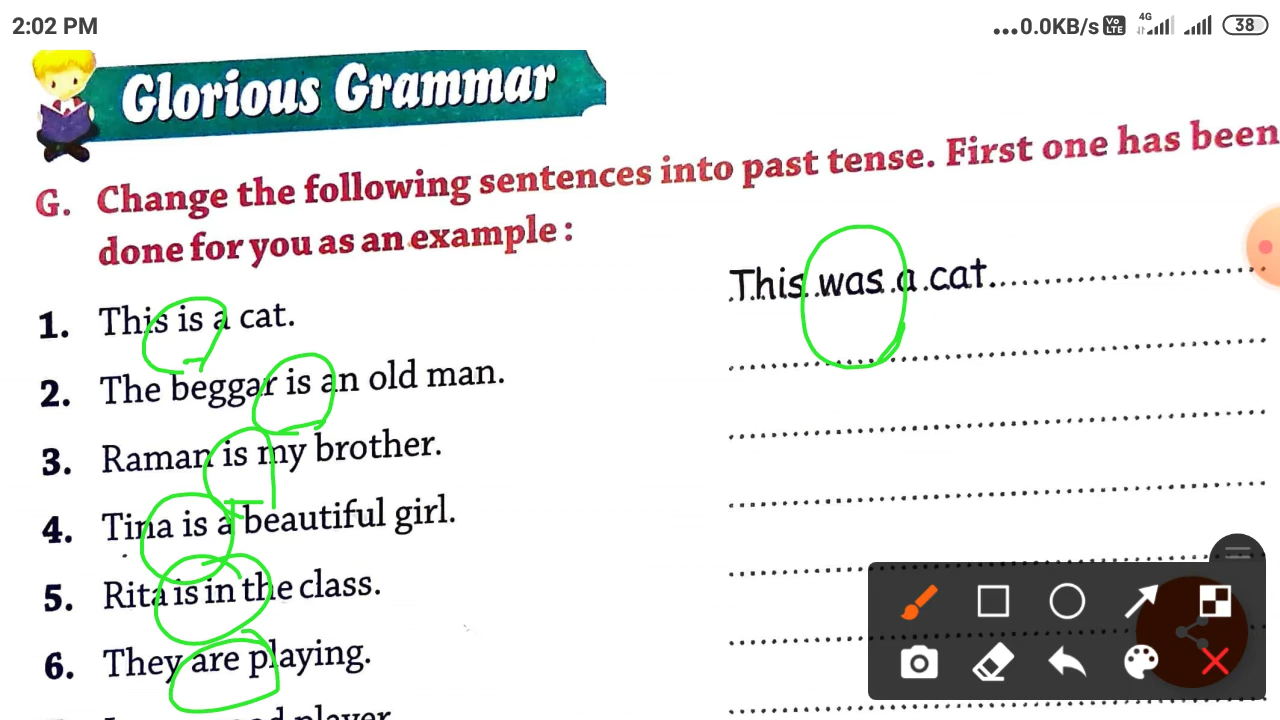 2:02 PM ...0.0KB/s Vo LTE 4G 38
Glorious Grammar
G. Change the following sentences into past tense. First one has been
done for you as an example :
1. This is a cat. This was a cat.
2. The beggar is an old man.
3. Raman is my brother.
4. Tina is a beautiful girl.
5. Rita is in the class.
6. They are playing.
player